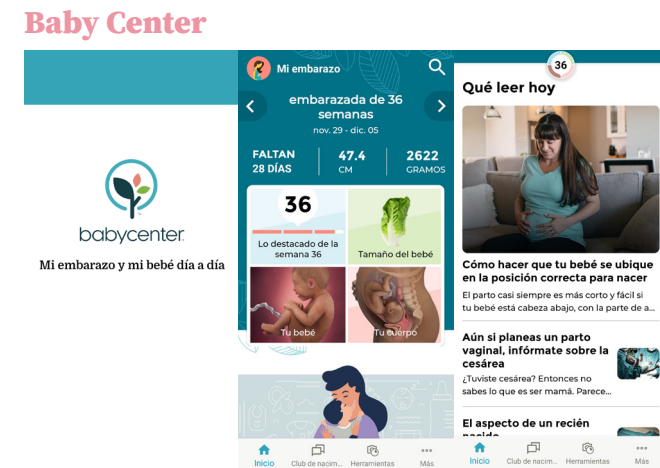 Baby Center
babycenter
Mi embarazo y mi bebé día a día
Mi embarazo
embarazada de 36
semanas
nov. 29 - dic. 05
FALTAN
28 DÍAS
47.4
CM
2622
GRAMOS
36
Lo destacado de la
semana 36
Tamaño del bebé
Tu bebé
Tu cuerpo
Inicio
Club de nacim...
Herramientas
Más
36
Qué leer hoy
Cómo hacer que tu bebé se ubique
en la posición correcta para nacer
El parto casi siempre es más corto y fácil si
tu bebé está cabeza abajo, con la parte de a...
Aún si planeas un parto
vaginal, infórmate sobre la
cesárea
¿Tuviste cesárea? Entonces no
sabes lo que es ser mamá. Parece...
El aspecto de un recién
nacido
Inicio
Club de nacim...
Herramientas
Más